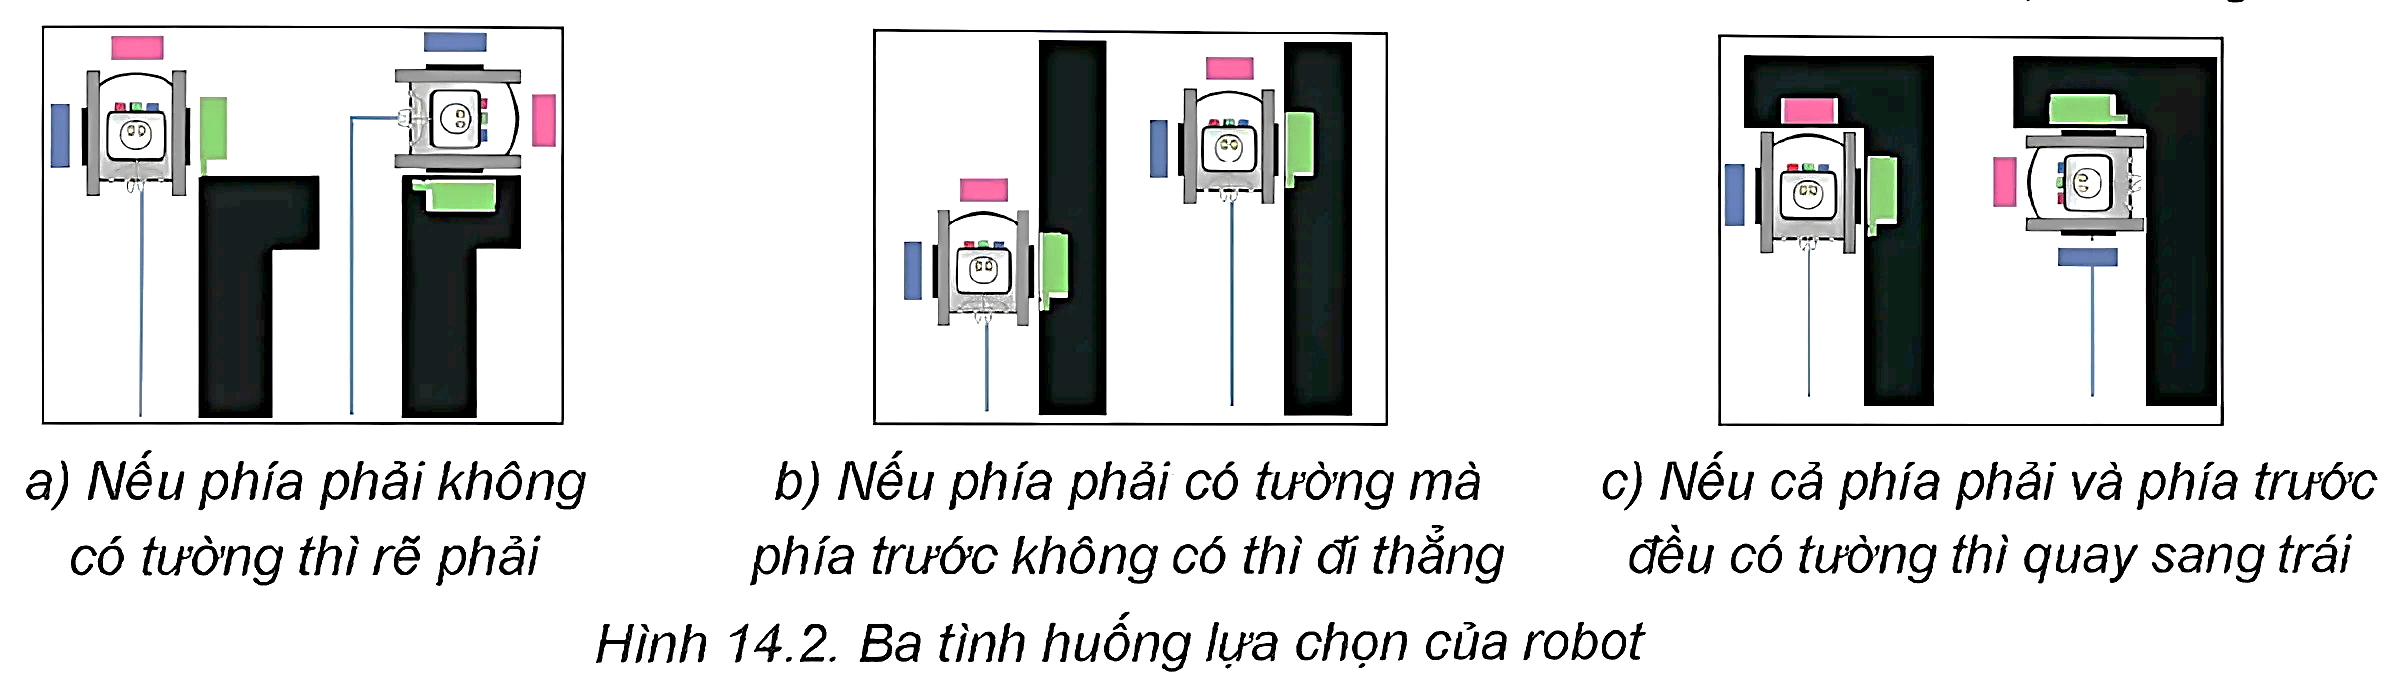 a) Nếu phía phải không
có tường thì rẽ phải
b) Nếu phía phải có tường mà
phía trước không có thì đi thẳng
c) Nếu cả phía phải và phía trước
đều có tường thì quay sang trái
Hình 14.2. Ba tình huống lựa chọn của robot